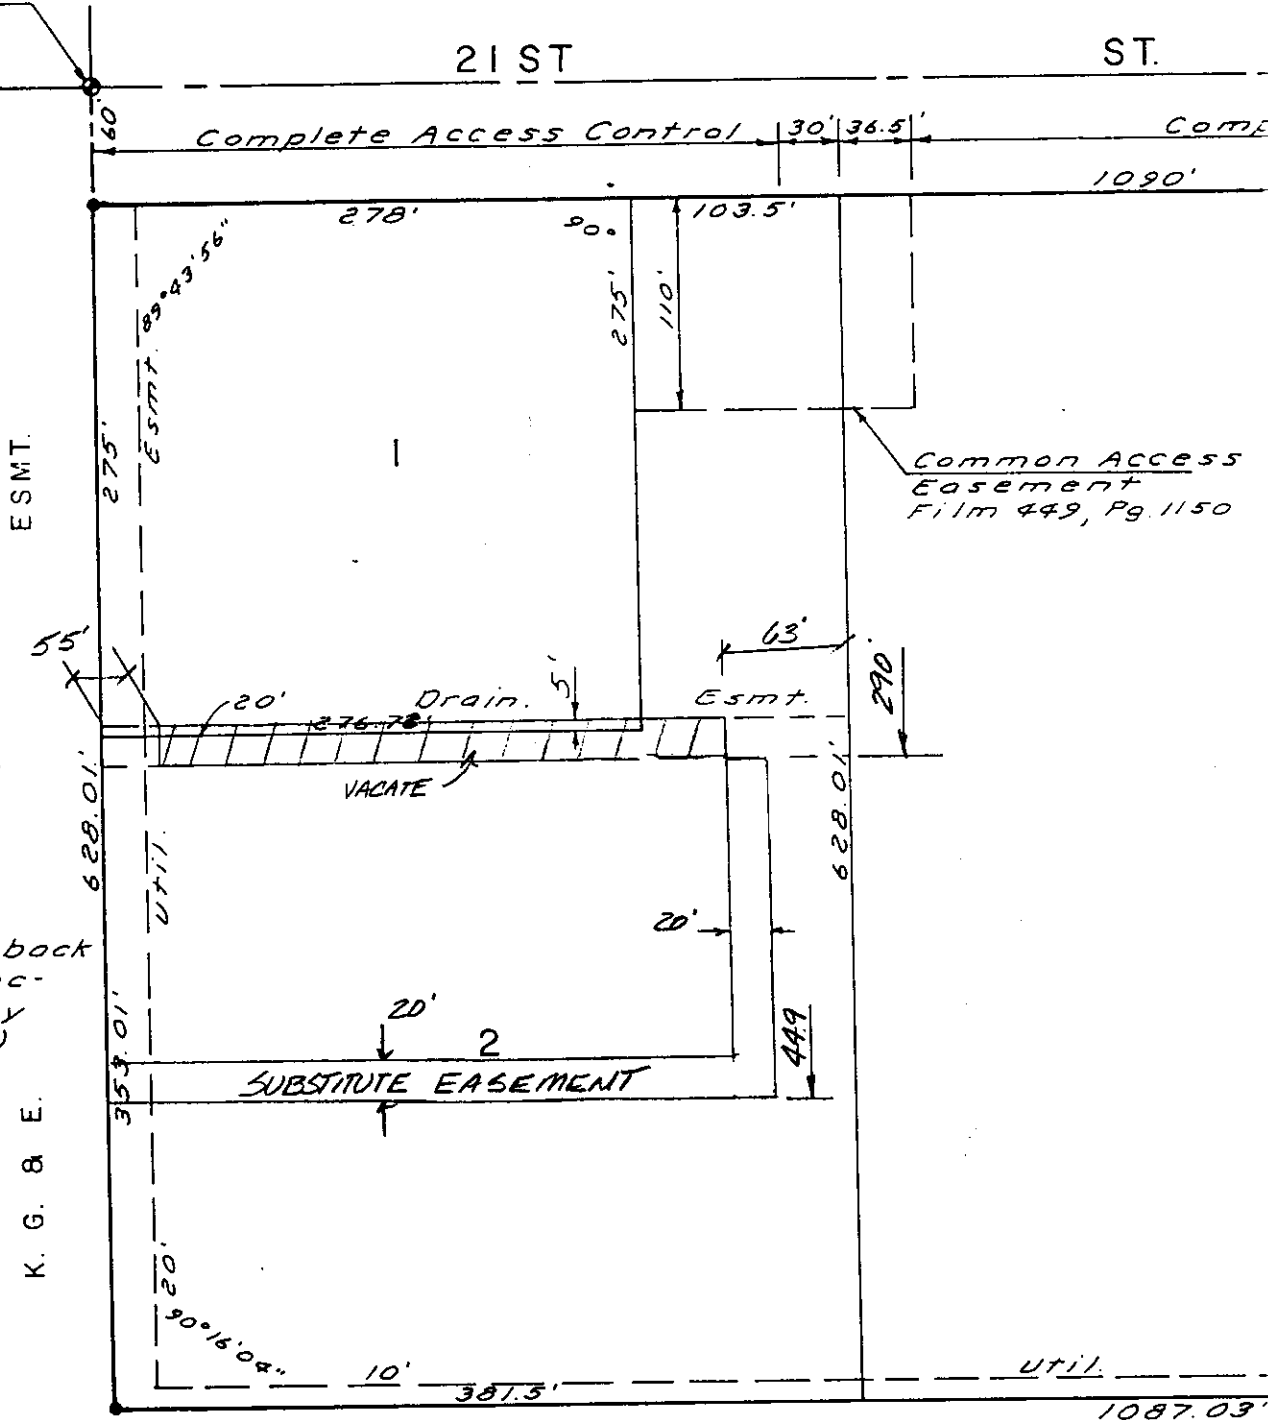 21ST ST.
60'
Complete Access Control
30'
36.5'
1090'
278'
90°
103.5'
89°43'56"
Esmt.
275'
275'
110'
1
ESMT.
Common Access
Easement
Film 449, Pg. 1150
55'
63'
290'
20'
Drain.
Esmt.
5'
276.78'
VACATE
628.01'
628.01'
Util.
20'
back
353.01'
20'
2
449
SUBSTITUTE EASEMENT
K. G. & E.
20'
90°16'04"
10'
Util.
381.5'
1087.03'